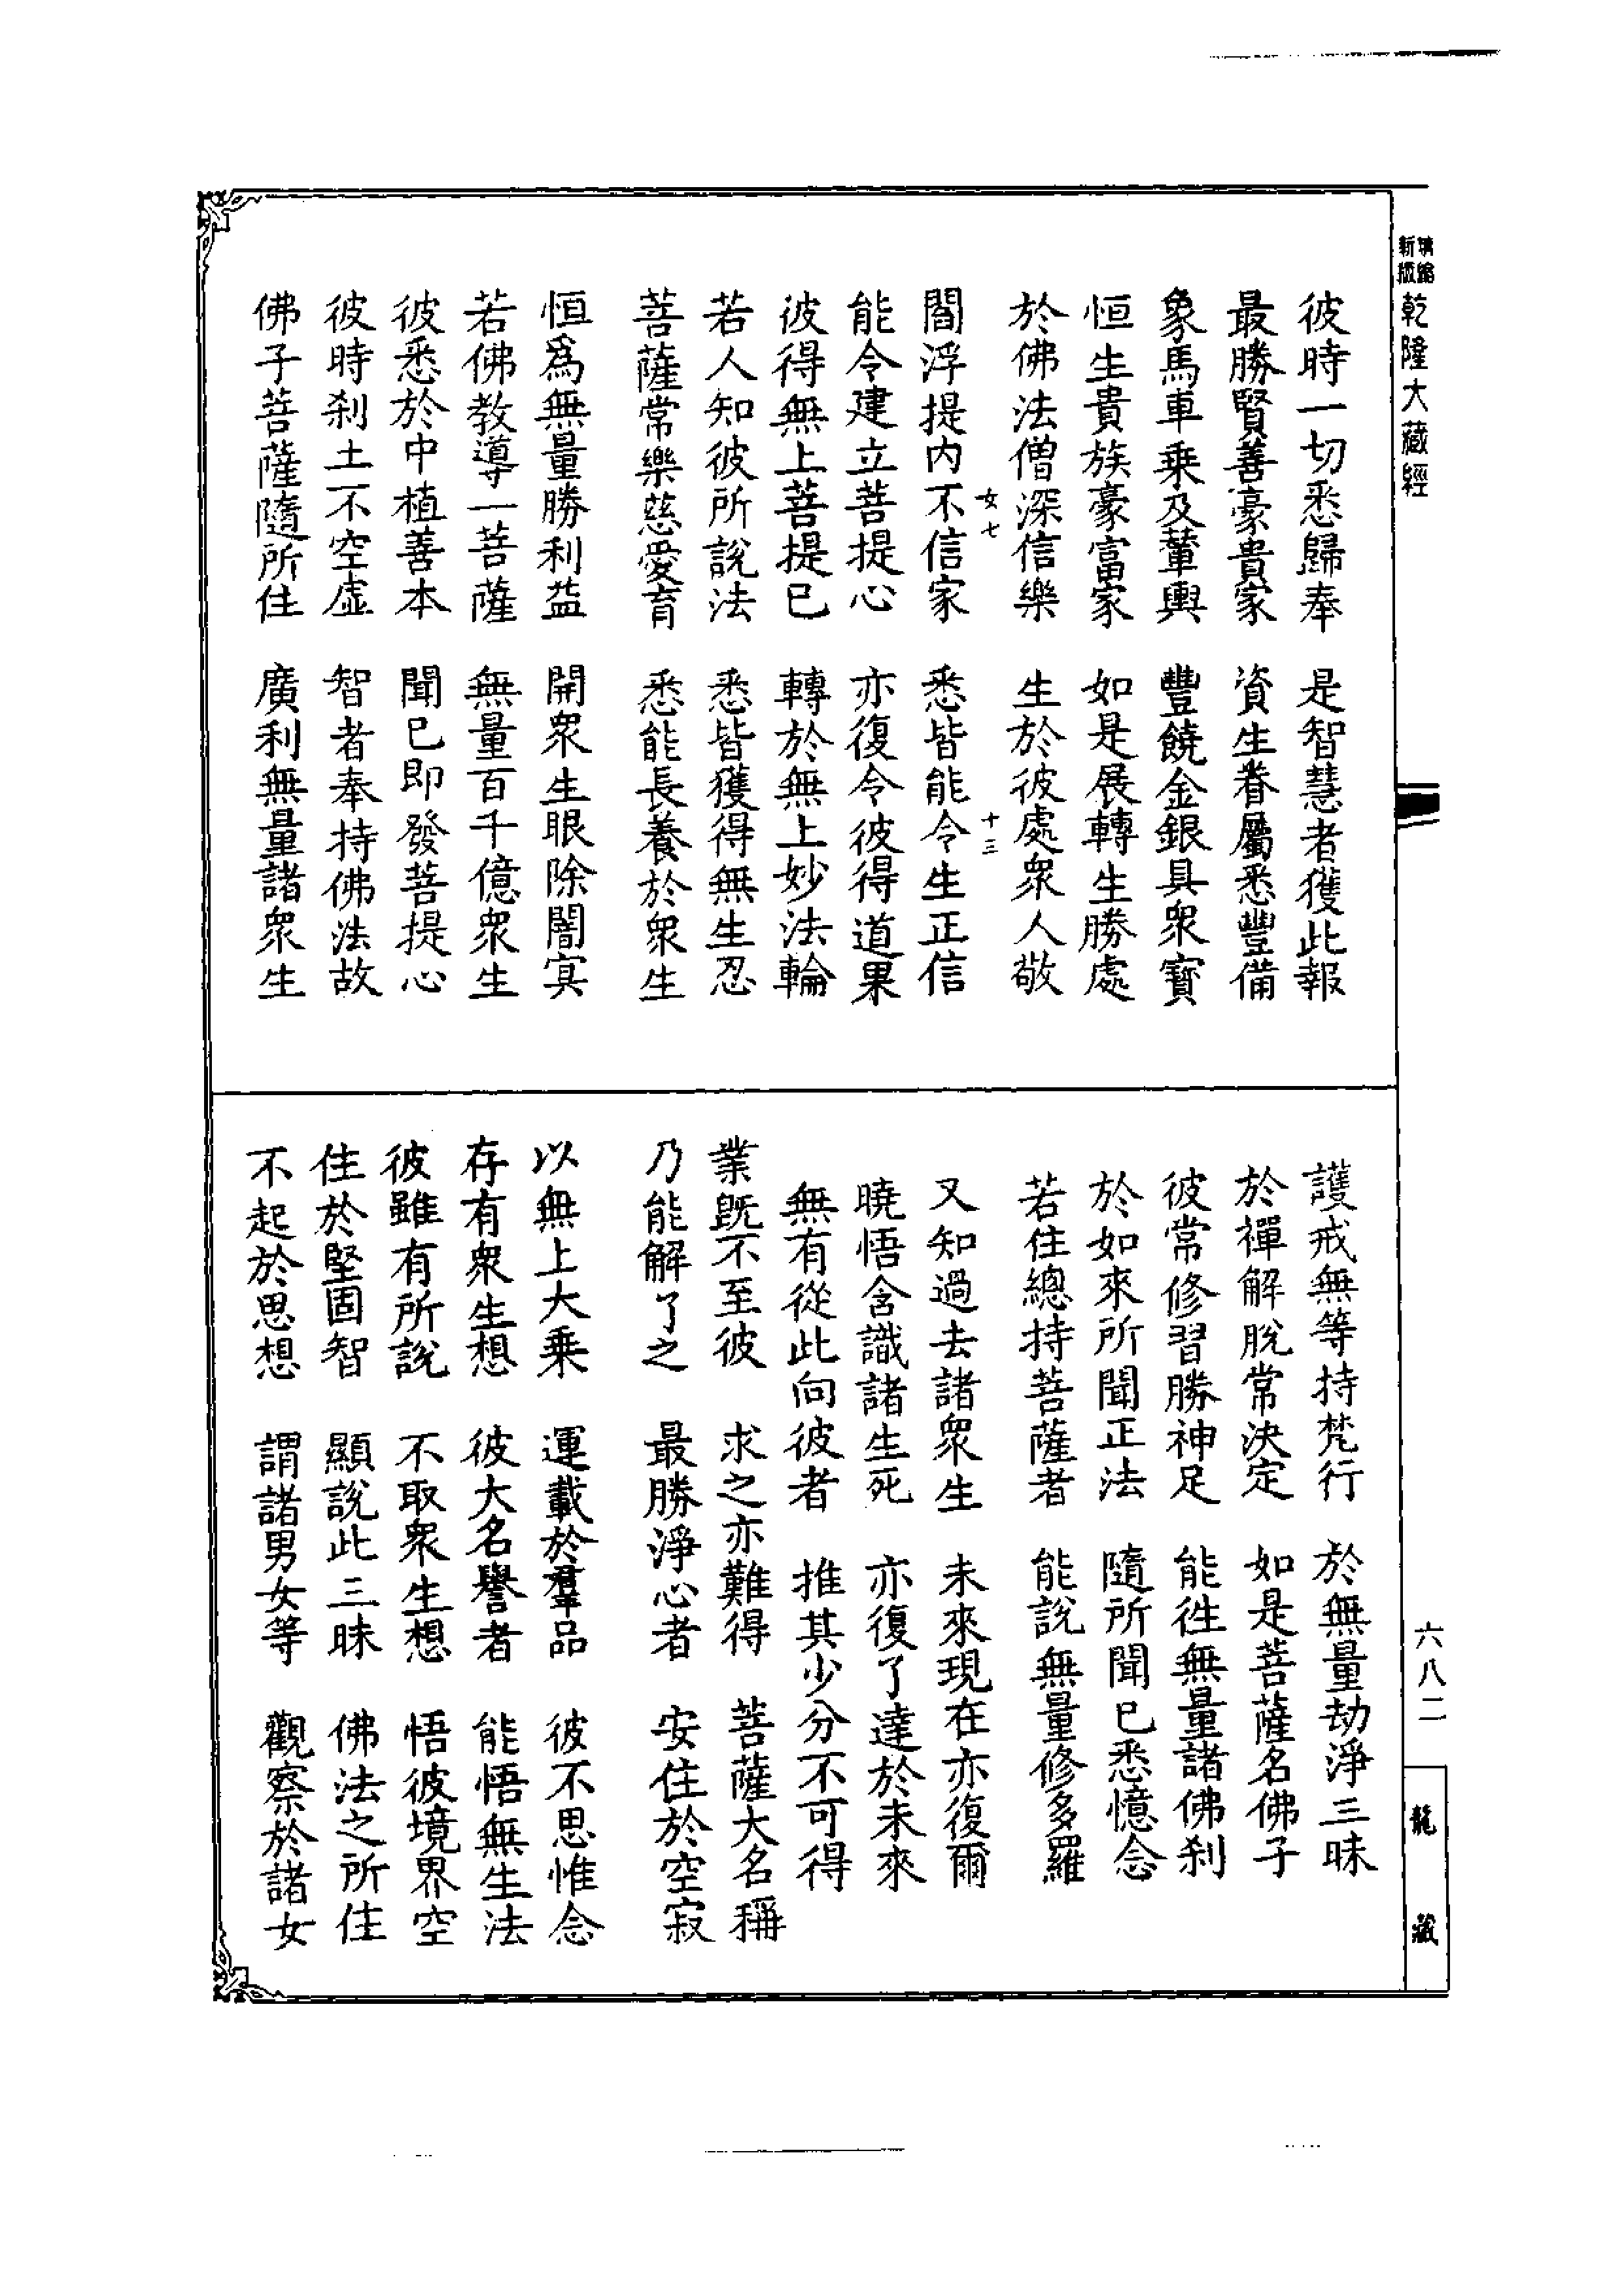 精縮新版乾隆大藏經
彼時一切悉歸奉　是智慧者獲此報
最勝賢善豪貴家　資生眷屬悉豐備
象馬車乘及輦輿　豐饒金銀具衆寶
恒生貴族豪富家　如是展轉生勝處
於佛法僧深信樂　生於彼處衆人敬
女七　十三
閻浮提內不信家　悉皆能令生正信
能令建立菩提心　亦復令彼得道果
彼得無上菩提已　轉於無上妙法輪
若人知彼所說法　悉皆獲得無生忍
菩薩常樂慈愛育　悉能長養於衆生
恒爲無量勝利益　開衆生眼除闇冥
若佛教導一菩薩　無量百千億衆生
彼悉於中植善本　聞已即發菩提心
彼時刹土不空虛　智者奉持佛法故
佛子菩薩隨所住　廣利無量諸衆生
護戒無等持梵行　於無量劫淨三昧
於禪解脫常決定　如是菩薩名佛子
彼常修習勝神足　能徃無量諸佛刹
於如來所聞正法　隨所聞已悉憶念
若住總持菩薩者　能說無量修多羅
又知過去諸衆生　未來現在亦復爾
曉悟含識諸生死　亦復了達於未來
無有從此向彼者　推其少分不可得
業既不至彼　求之亦難得　菩薩大名稱
乃能解了之　最勝淨心者　安住於空寂
以無上大乘　運載於羣品　彼不思惟念
存有衆生想　彼大名譽者　能悟無生法
彼雖有所說　不取衆生想　悟彼境界空
住於堅固智　顯說此三昧　佛法之所住
不起於思想　謂諸男女等　觀察於諸女
六八二
龍藏